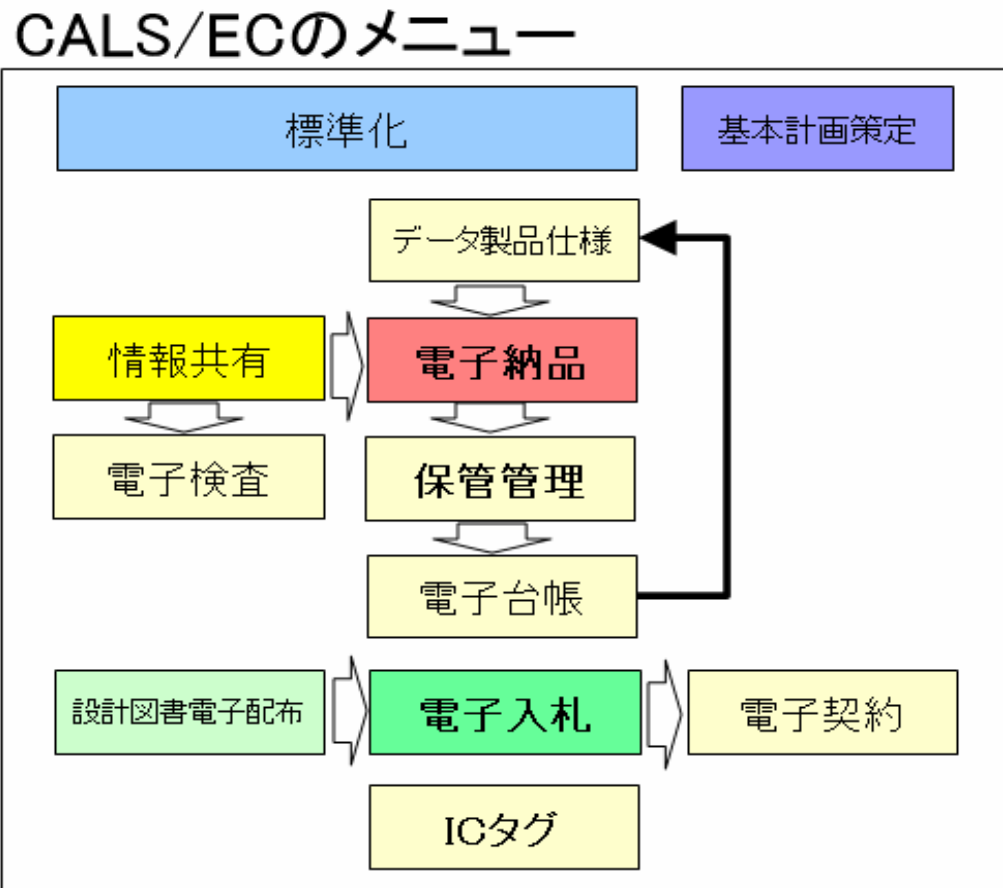 CALS/ECのメニュー
標準化
基本計画策定
データ製品仕様
情報共有
電子納品
電子検査
保管管理
電子台帳
設計図書電子配布
電子入札
電子契約
ICタグ